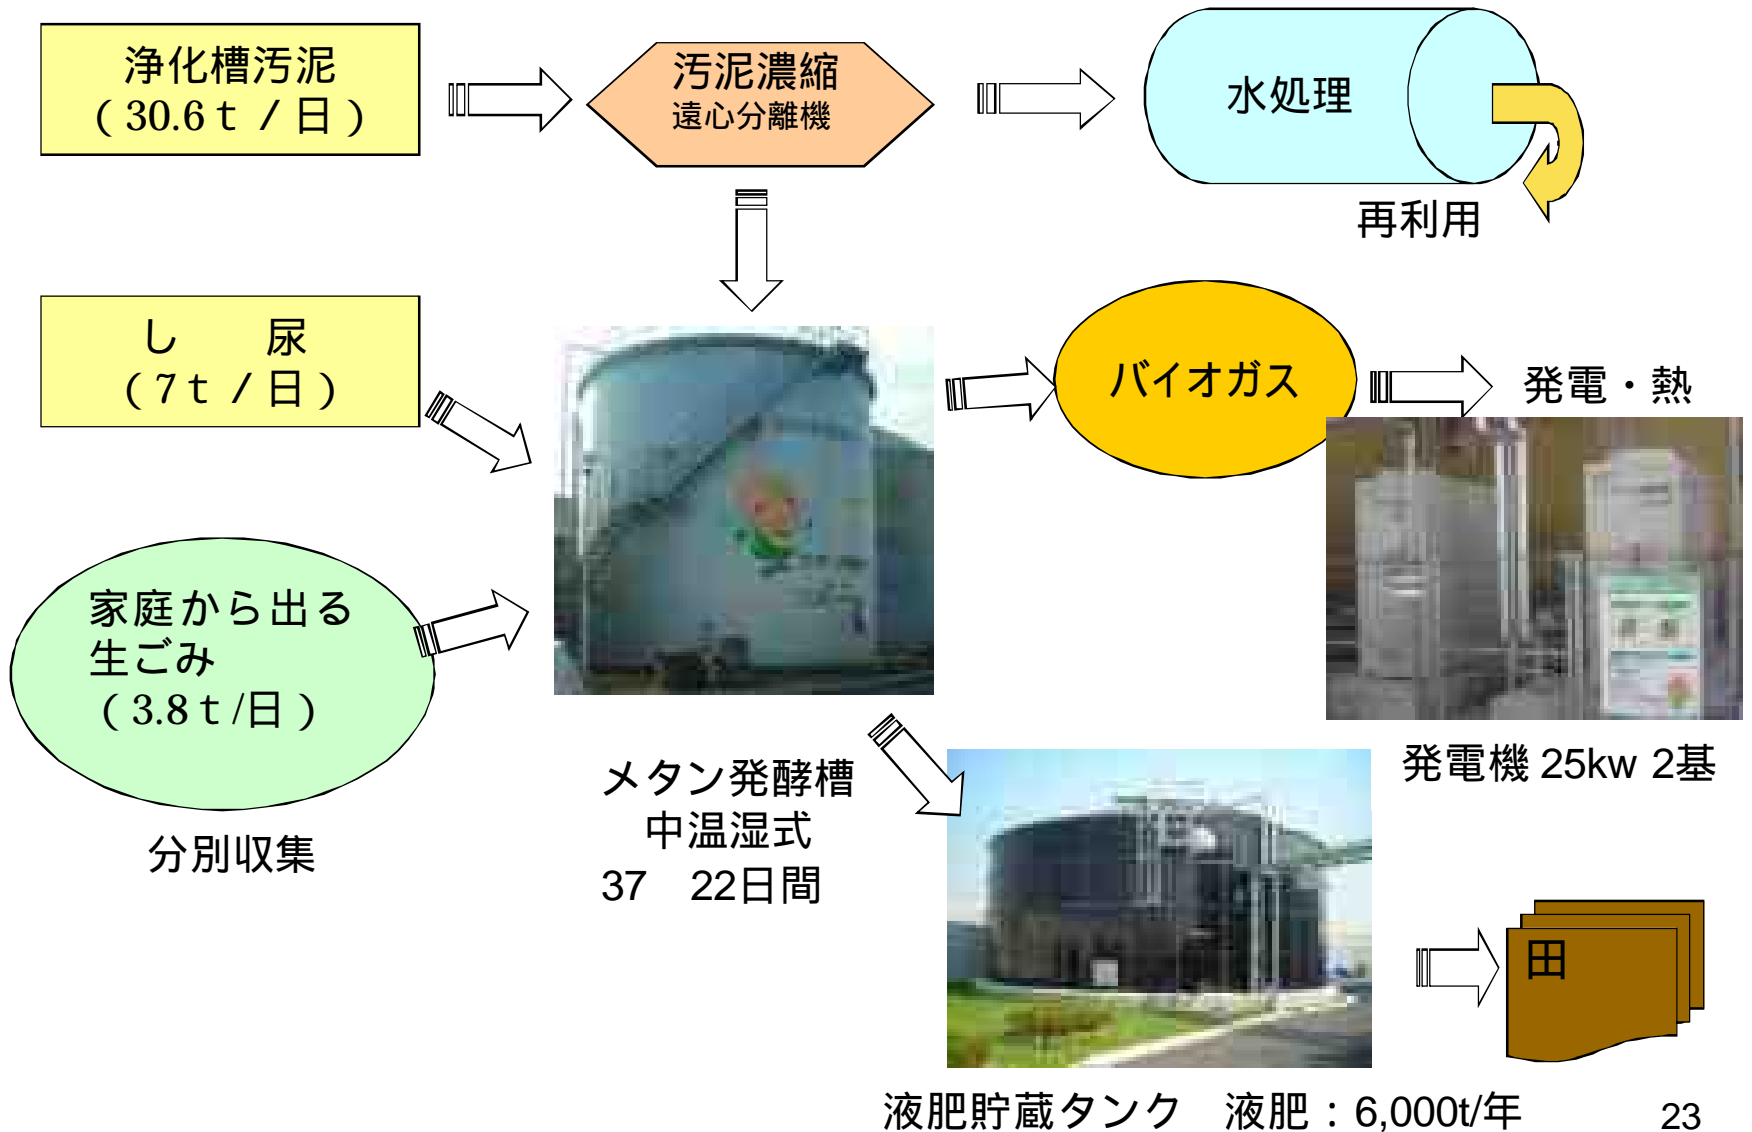 浄化槽汚泥
（30.6ｔ／日）
汚泥濃縮
遠心分離機
水処理
再利用
し　尿
（7ｔ／日）
バイオガス
発電・熱
家庭から出る
生ごみ
（3.8ｔ/日）
分別収集
メタン発酵槽
中温湿式
37　22日間
発電機 25kw 2基
田
液肥貯蔵タンク　液肥：6,000t/年
23